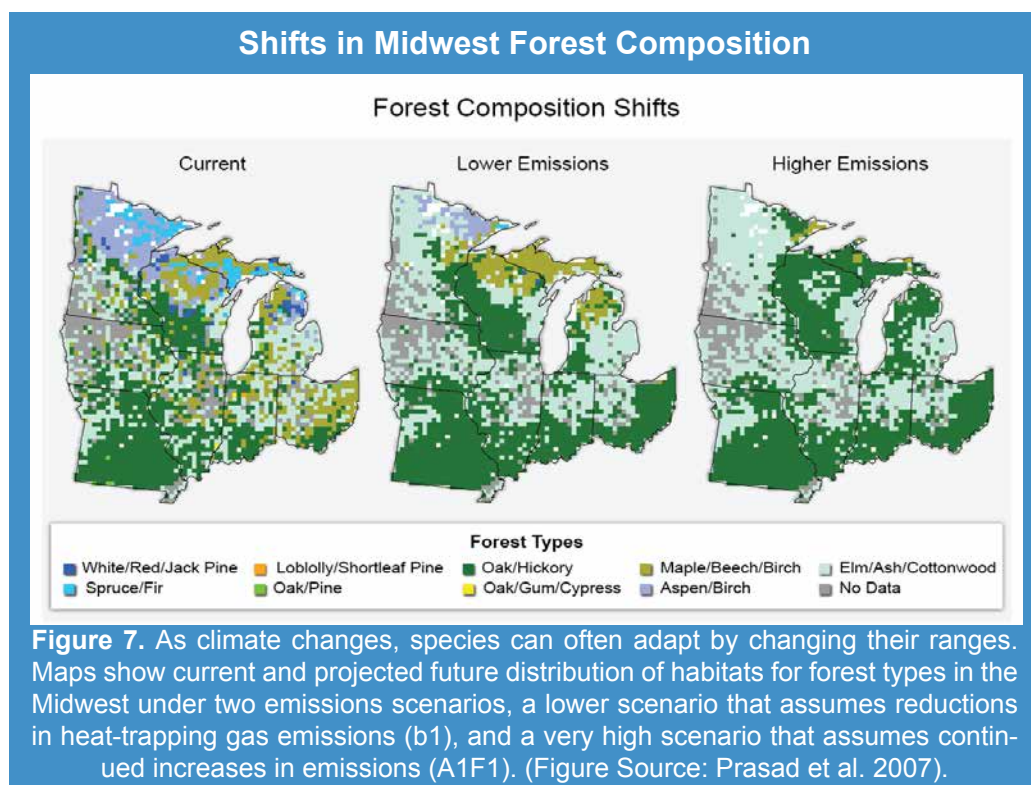 Shifts in Midwest Forest Composition
Forest Composition Shifts
Current
Lower Emissions
Higher Emissions
Forest Types
White/Red/Jack Pine
Loblolly/Shortleaf Pine
Oak/Hickory
Maple/Beech/Birch
Elm/Ash/Cottonwood
Spruce/Fir
Oak/Pine
Oak/Gum/Cypress
Aspen/Birch
No Data
Figure 7. As climate changes, species can often adapt by changing their ranges.
Maps show current and projected future distribution of habitats for forest types in the
Midwest under two emissions scenarios, a lower scenario that assumes reductions
in heat-trapping gas emissions (b1), and a very high scenario that assumes contin-
ued increases in emissions (A1F1). (Figure Source: Prasad et al. 2007).